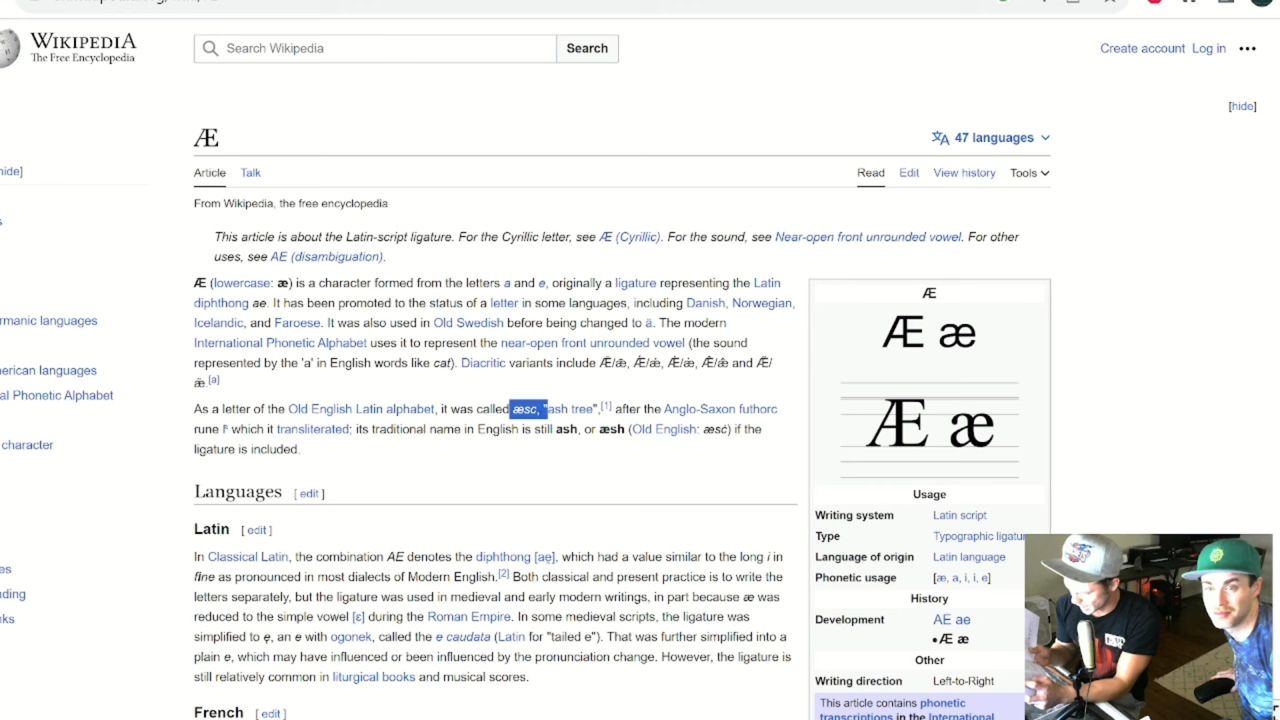 WIKIPEDIA
The Free Encyclopedia
Search Wikipedia
Search
Create account Log in
[hide]
Æ
47 languages
hide]
Article Talk
Read Edit View history Tools
From Wikipedia, the free encyclopedia
This article is about the Latin-script ligature. For the Cyrillic letter, see Æ (Cyrillic). For the sound, see Near-open front unrounded vowel. For other
uses, see AE (disambiguation).
Æ (lowercase: æ) is a character formed from the letters a and e, originally a ligature representing the Latin
diphthong ae. It has been promoted to the status of a letter in some languages, including Danish, Norwegian,
Icelandic, and Faroese. It was also used in Old Swedish before being changed to ä. The modern
International Phonetic Alphabet uses it to represent the near-open front unrounded vowel (the sound
represented by the 'a' in English words like cat). Diacritic variants include
[a]
As a letter of the Old English Latin alphabet, it was called æsc, "ash tree",[1] after the Anglo-Saxon futhorc
rune ᚫ which it transliterated; its traditional name in English is still ash, or æsh (Old English: æsċ) if the
ligature is included.
Languages [ edit ]
Latin [ edit ]
In Classical Latin, the combination AE denotes the diphthong [ae̯], which had a value similar to the long i in
fine as pronounced in most dialects of Modern English.[2] Both classical and present practice is to write the
letters separately, but the ligature was used in medieval and early modern writings, in part because æ was
reduced to the simple vowel [ɛ] during the Roman Empire. In some medieval scripts, the ligature was
simplified to ę, an e with ogonek, called the e caudata (Latin for "tailed e"). That was further simplified into a
plain e, which may have influenced or been influenced by the pronunciation change. However, the ligature is
still relatively common in liturgical books and musical scores.
French [ edit ]
Æ
Æ æ
Æ æ
Usage
Writing system Latin script
Type Typographic ligatur
Language of origin Latin language
Phonetic usage
History
Development AE ae
•Æ æ
Other
Writing direction Left-to-Right
This article contains phonetic
transcriptions in the International
rmanic languages
erican languages
al Phonetic Alphabet
character
es
nding
ks